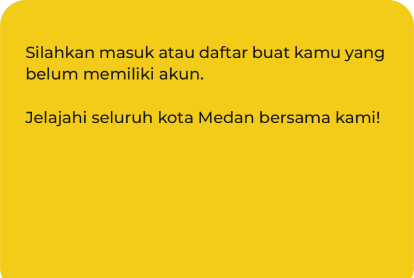 Silahkan masuk atau daftar buat kamu yang
belum memiliki akun.
Jelajahi seluruh kota Medan bersama kami!